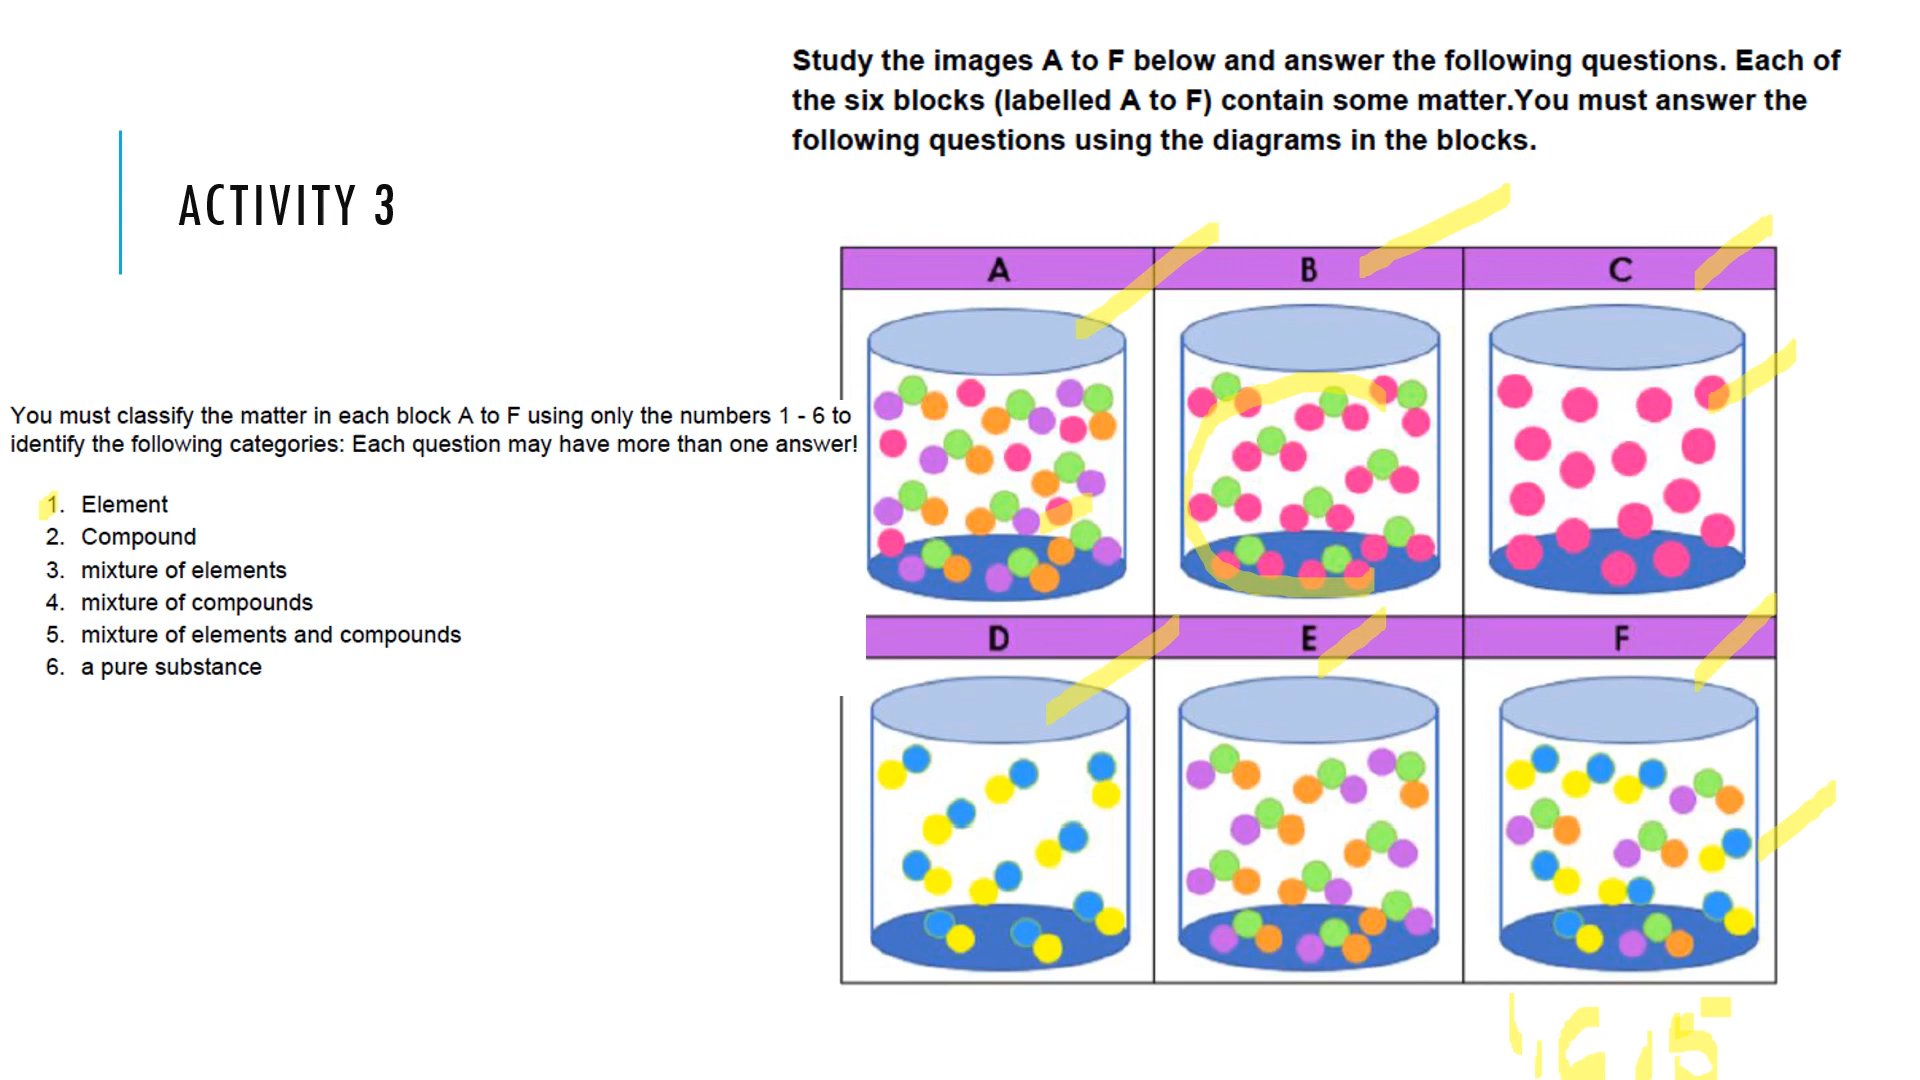 Study the images A to F below and answer the following questions. Each of
the six blocks (labelled A to F) contain some matter.You must answer the
following questions using the diagrams in the blocks.
ACTIVITY 3
You must classify the matter in each block A to F using only the numbers 1 - 6 to
identify the following categories: Each question may have more than one answer!
1. Element
2. Compound
3. mixture of elements
4. mixture of compounds
5. mixture of elements and compounds
6. a pure substance
A
B
C
D
E
F